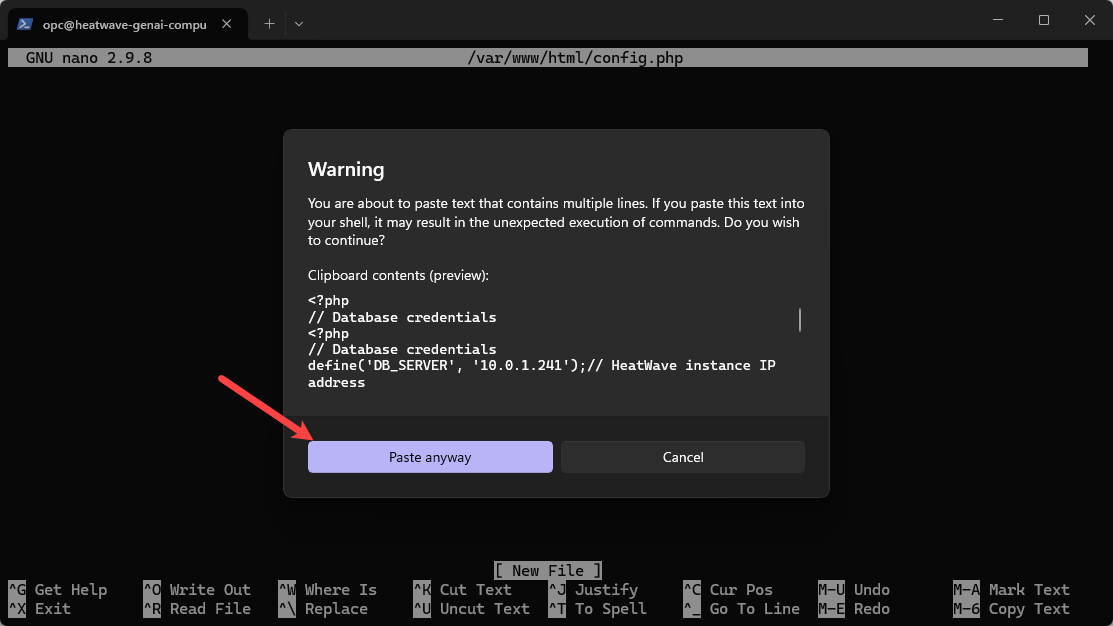 opc@heatwave-genai-compu
GNU nano 2.9.8 /var/www/html/config.php
Warning
You are about to paste text that contains multiple lines. If you paste this text into
your shell, it may result in the unexpected execution of commands. Do you wish
to continue?
Clipboard contents (preview):
<?php
// Database credentials
<?php
// Database credentials
define('DB_SERVER', '10.0.1.241');// HeatWave instance IP
address
Paste anyway Cancel
[ New File ]
^G Get Help ^O Write Out ^W Where Is ^K Cut Text ^J Justify ^C Cur Pos M-U Undo M-A Mark Text
^X Exit ^R Read File ^\ Replace ^U Uncut Text ^T To Spell ^_ Go To Line M-E Redo M-6 Copy Text